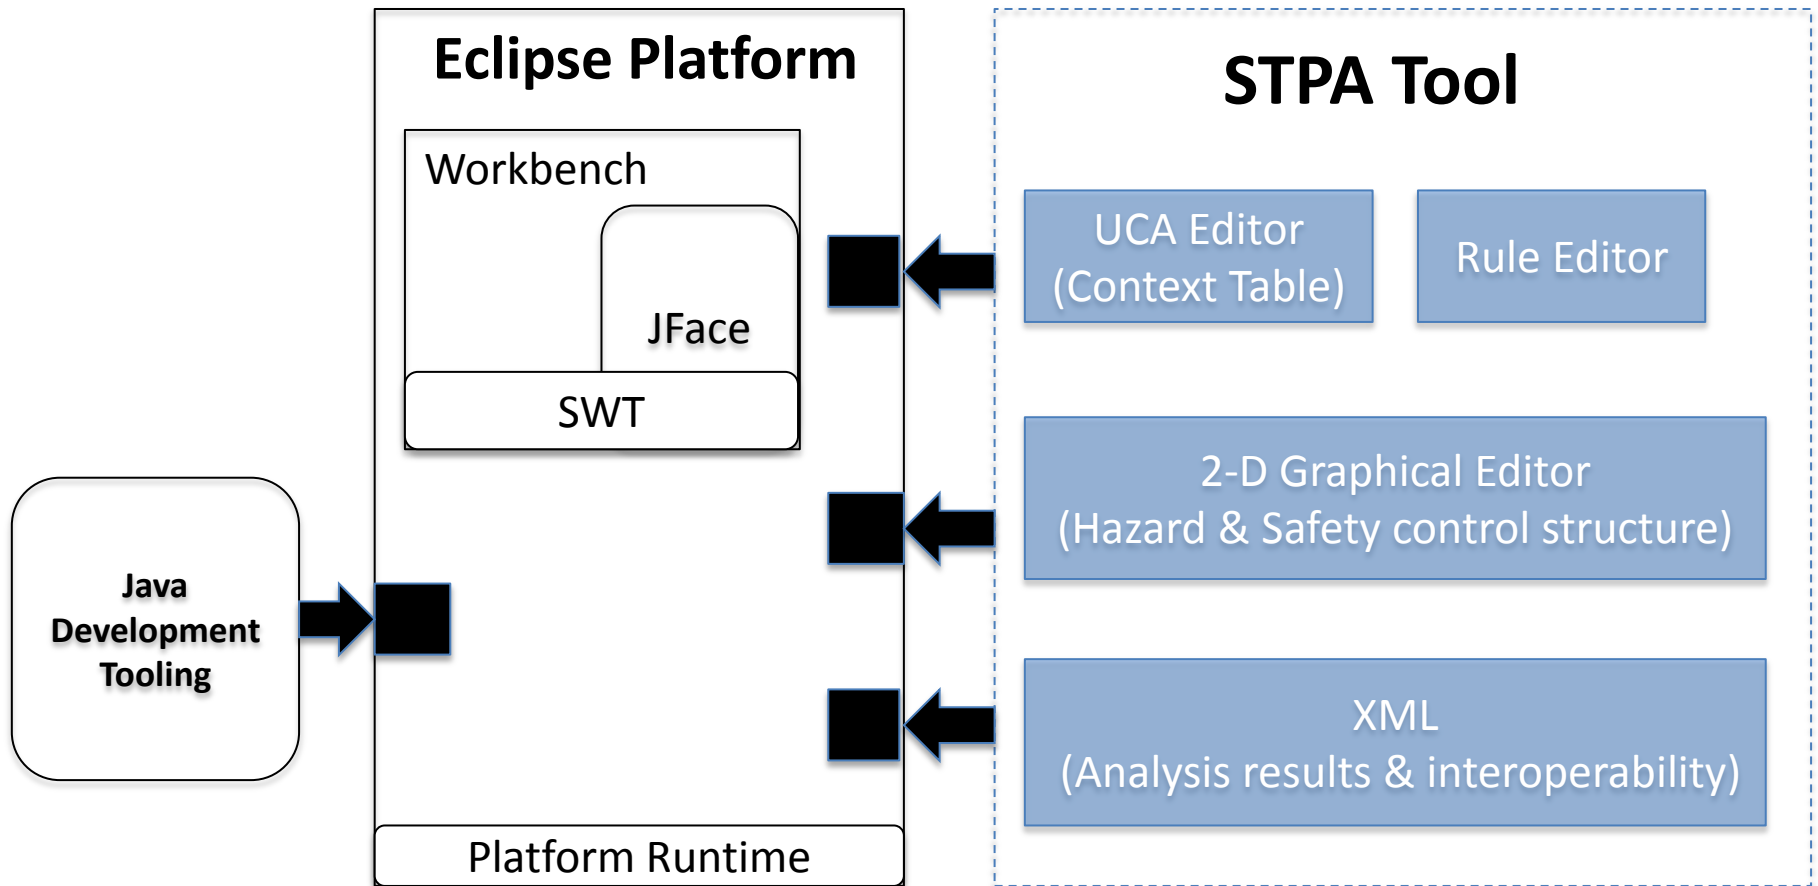 Eclipse Platform
STPA Tool
Workbench
JFace
SWT
UCA Editor
(Context Table)
Rule Editor
2-D Graphical Editor
(Hazard & Safety control structure)
Java
Development
Tooling
XML
(Analysis results & interoperability)
Platform Runtime